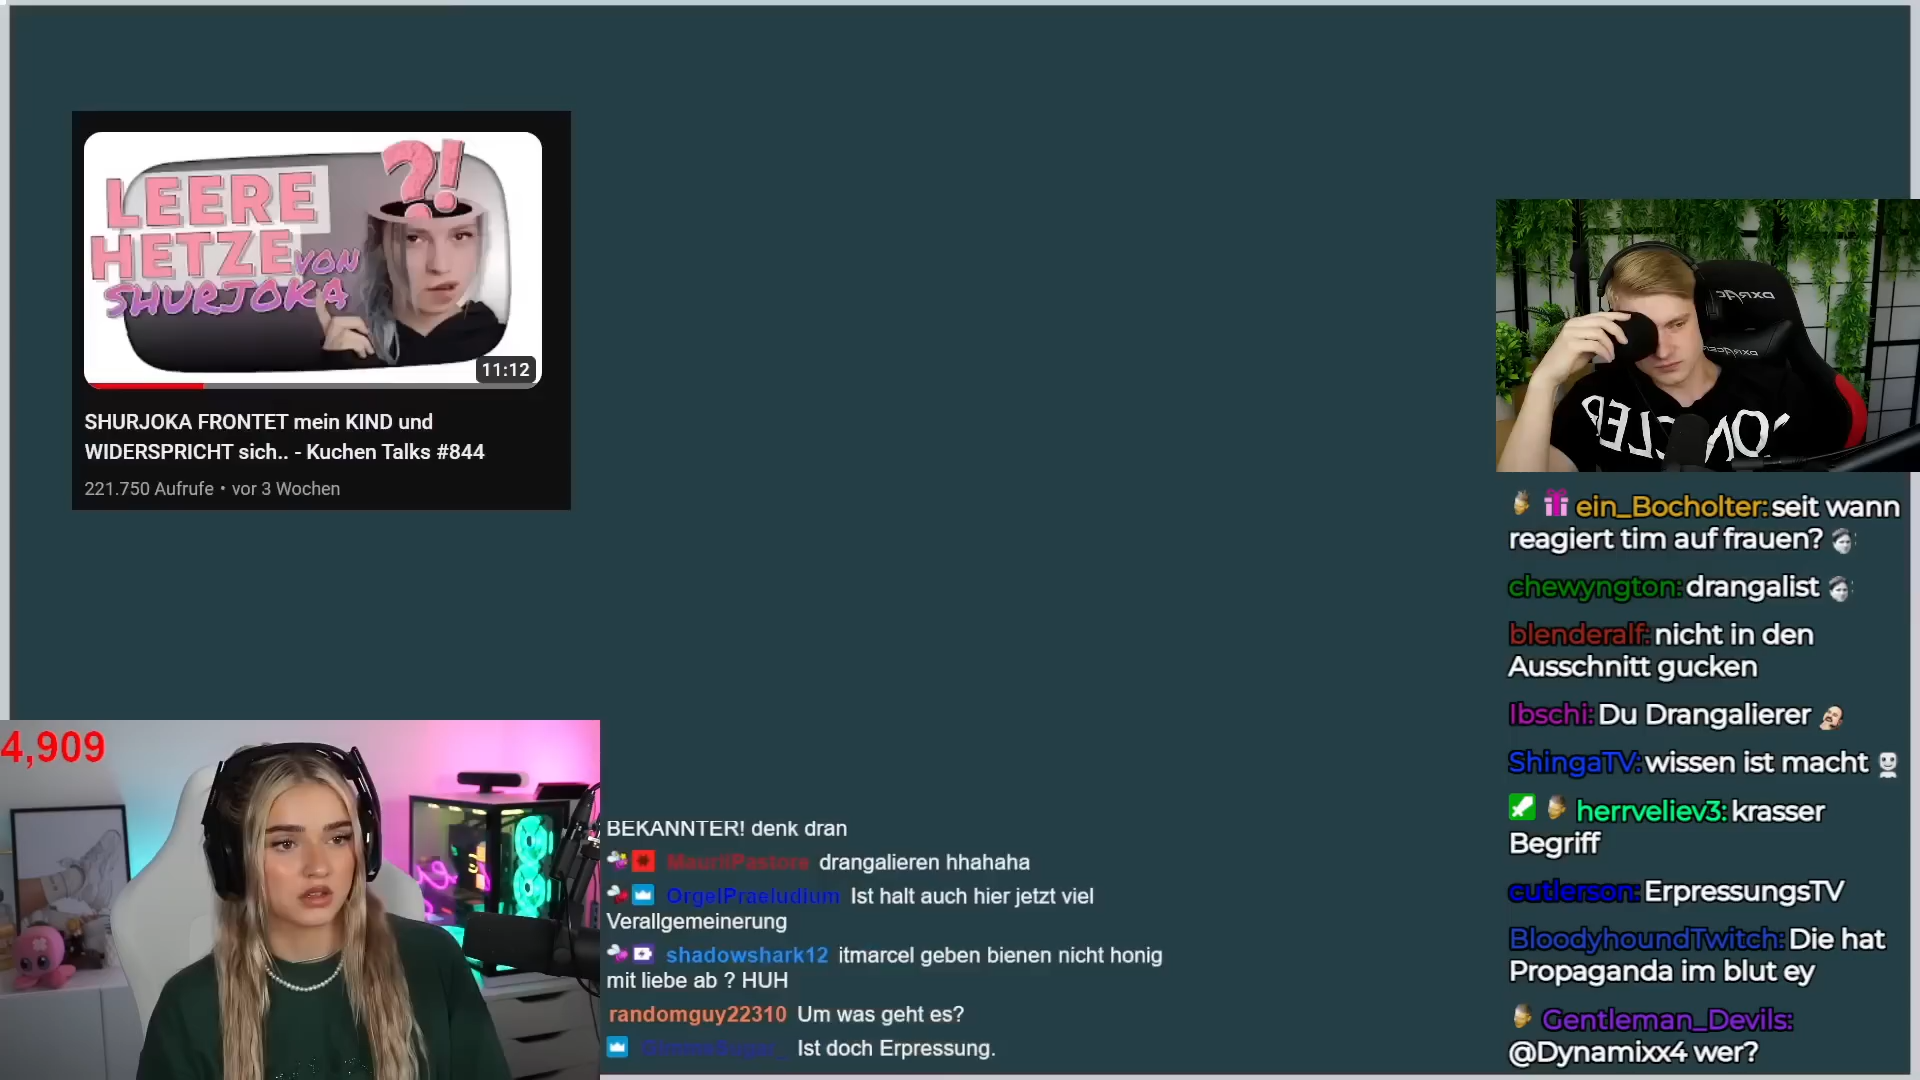 LEERE
HETZE VON
SHURJOKA
?!
11:12
SHURJOKA FRONTET mein KIND und
WIDERSPRICHT sich.. - Kuchen Talks #844
221.750 Aufrufe • vor 3 Wochen
4,909
BEKANNTER! denk dran
MauriiPastore drangalieren hhahaha
OrgelPraeludium Ist halt auch hier jetzt viel
Verallgemeinerung
shadowshark12 itmarcel geben bienen nicht honig
mit liebe ab ? HUH
randomguy22310 Um was geht es?
Ist doch Erpressung.
ein_Bocholter: seit wann
reagiert tim auf frauen?
chewyngton: drangalist
blenderalf: nicht in den
Ausschnitt gucken
Ibschi: Du Drangalierer
ShingaTV: wissen ist macht
herrveliev3: krasser
Begriff
cutlerson: ErpressungsTV
BloodyhoundTwitch: Die hat
Propaganda im blut ey
Gentleman_Devils:
@Dynamixx4 wer?